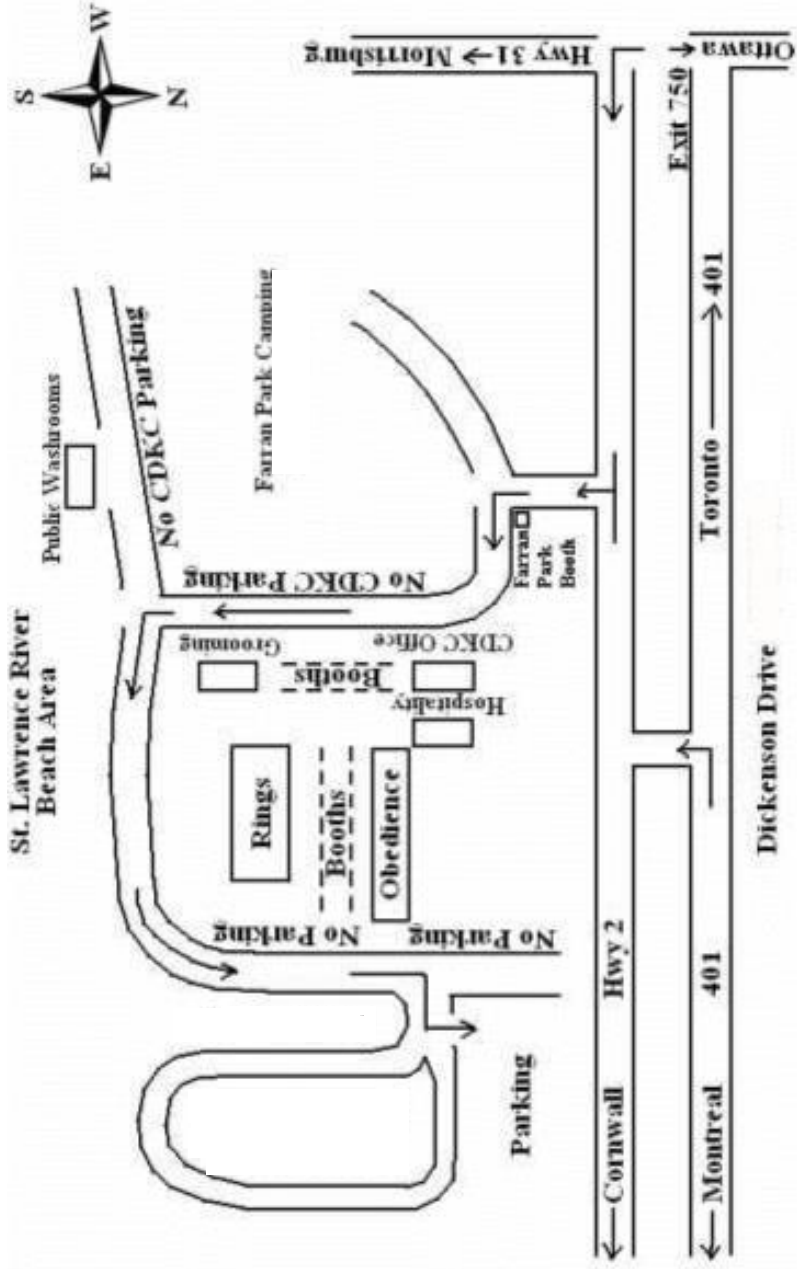 S
W
E
N
Hwy 31 → Morrisburg
Ottawa
Exit 750
Public Washrooms
No CDKC Parking
Farran Park Camping
Toronto
401
St. Lawrence River
Beach Area
No CDKC Parking
Farran
Park
Booth
Grooming
Booths
CDKC Office
Hospitality
Rings
Booths
Obedience
Dickenson Drive
No Parking
No Parking
Parking
Cornwall
Hwy 2
Montreal
401